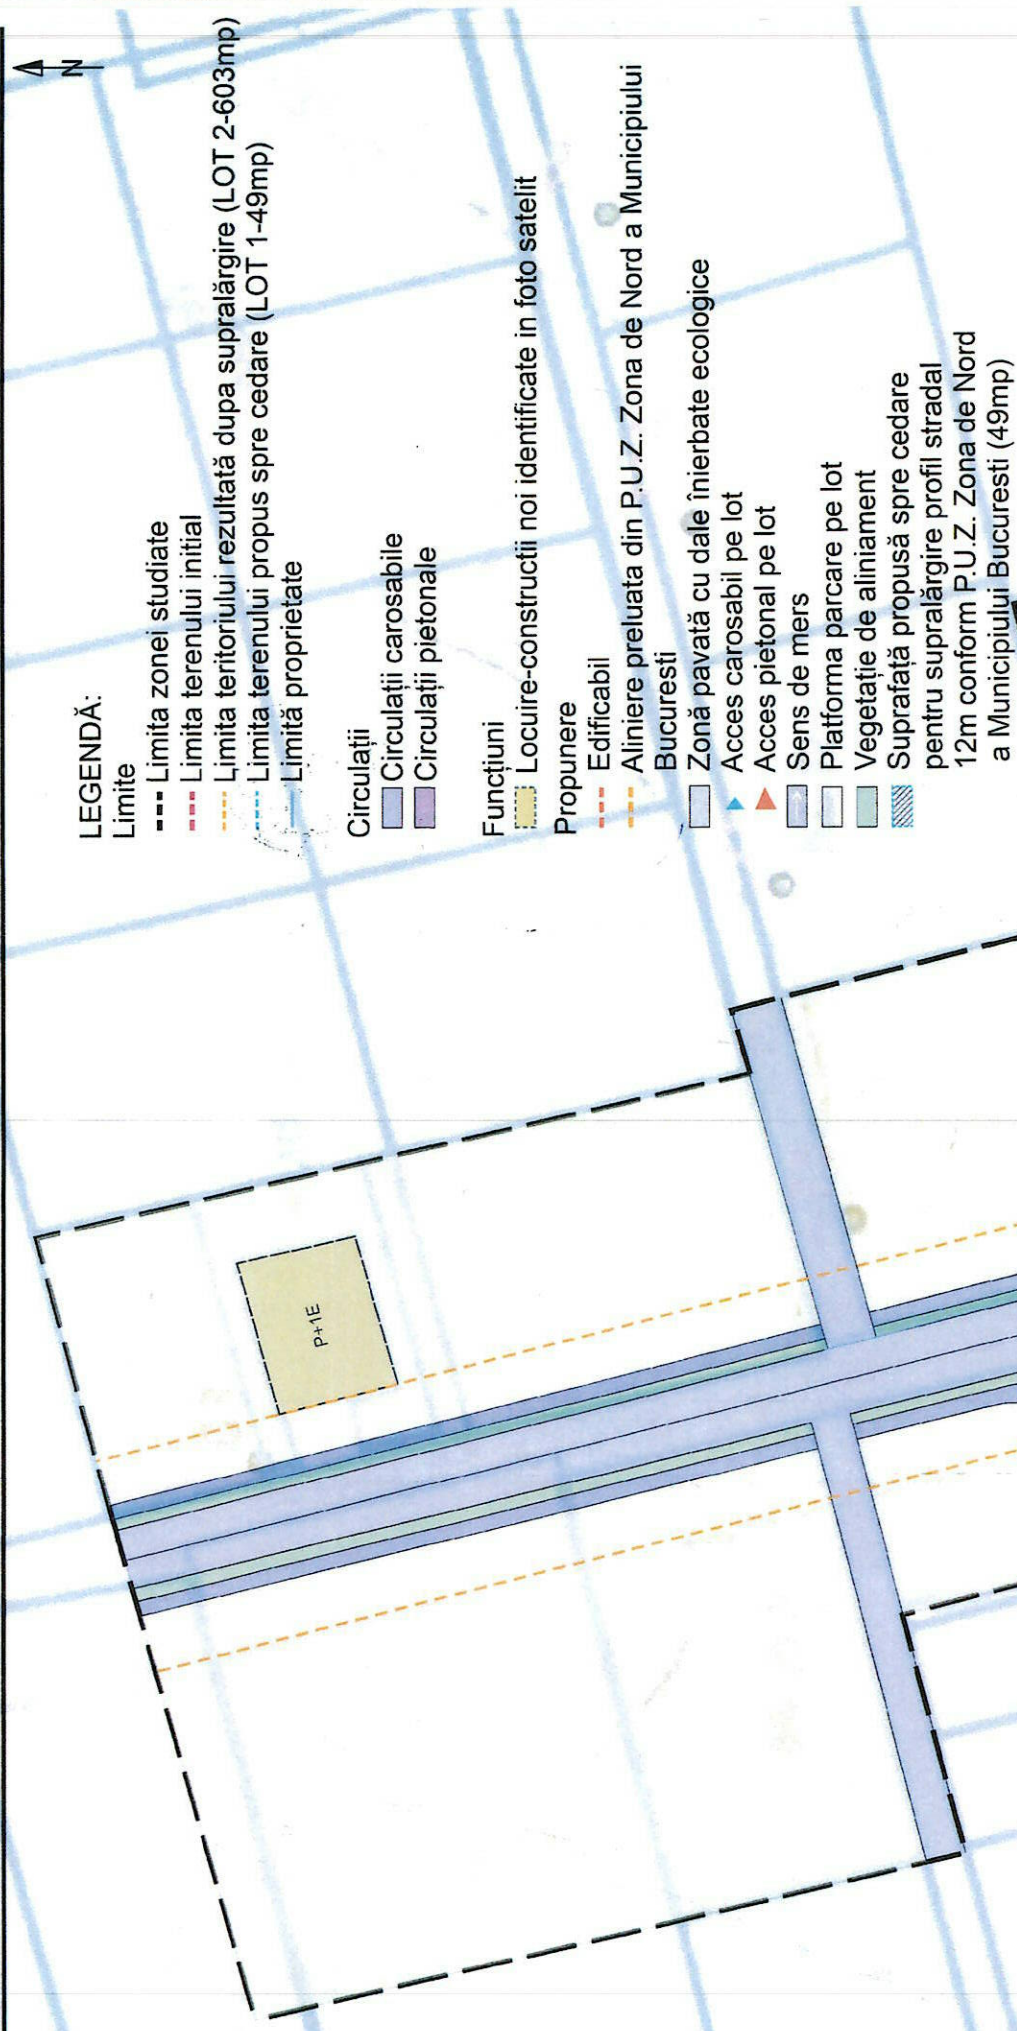 N
LEGENDĂ:
Limite
Limita zonei studiate
Limita terenului initial
Limita teritoriului rezultată dupa supralărgire (LOT 2-603mp)
Limita terenului propus spre cedare (LOT 1-49mp)
Limită proprietate
Circulații
Circulații carosabile
Circulații pietonale
Funcțiuni
Locuire-constructii noi identificate in foto satelit
Propunere
Edificabil
Aliniere preluata din P.U.Z. Zona de Nord a Municipiului
Bucuresti
Zonă pavată cu dale înierbate ecologice
Acces carosabil pe lot
Acces pietonal pe lot
Sens de mers
Platforma parcare pe lot
Vegetație de aliniament
Suprafață propusă spre cedare
pentru supralărgire profil stradal
12m conform P.U.Z. Zona de Nord
a Municipiului Bucuresti (49mp)
P+1E